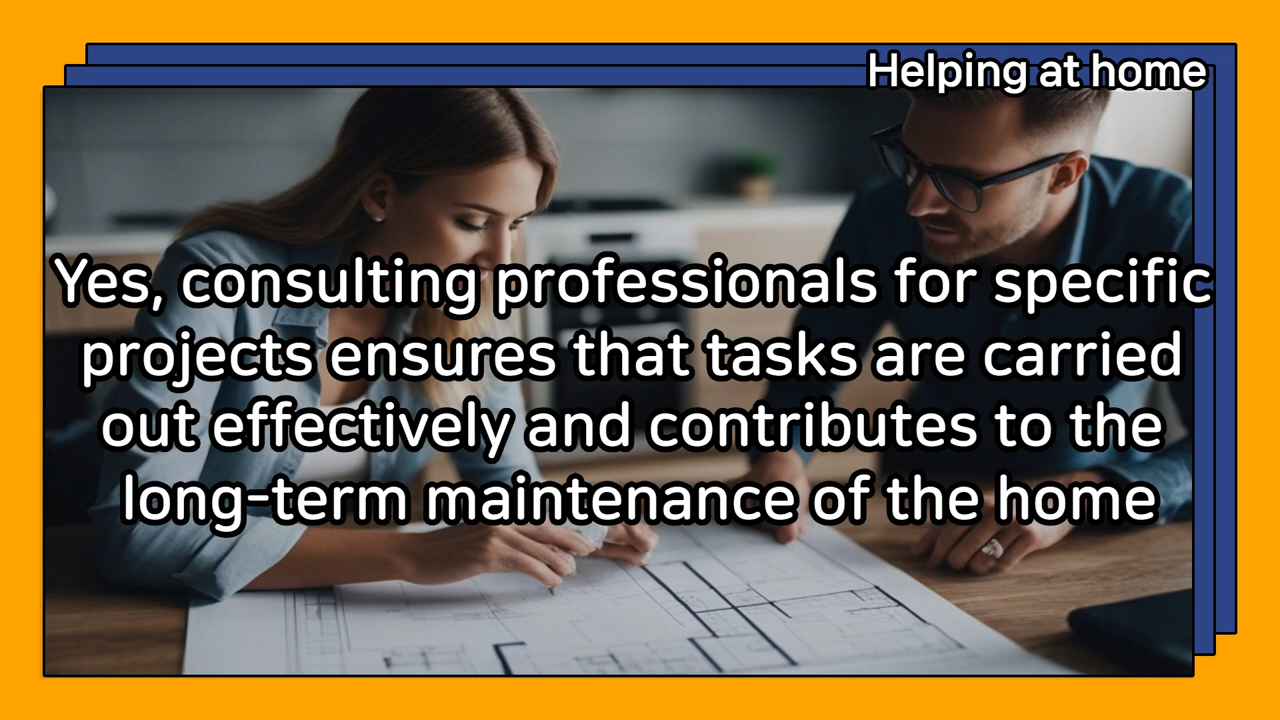 Helping at home
Yes, consulting professionals for specific
projects ensures that tasks are carried
out effectively and contributes to the
long-term maintenance of the home